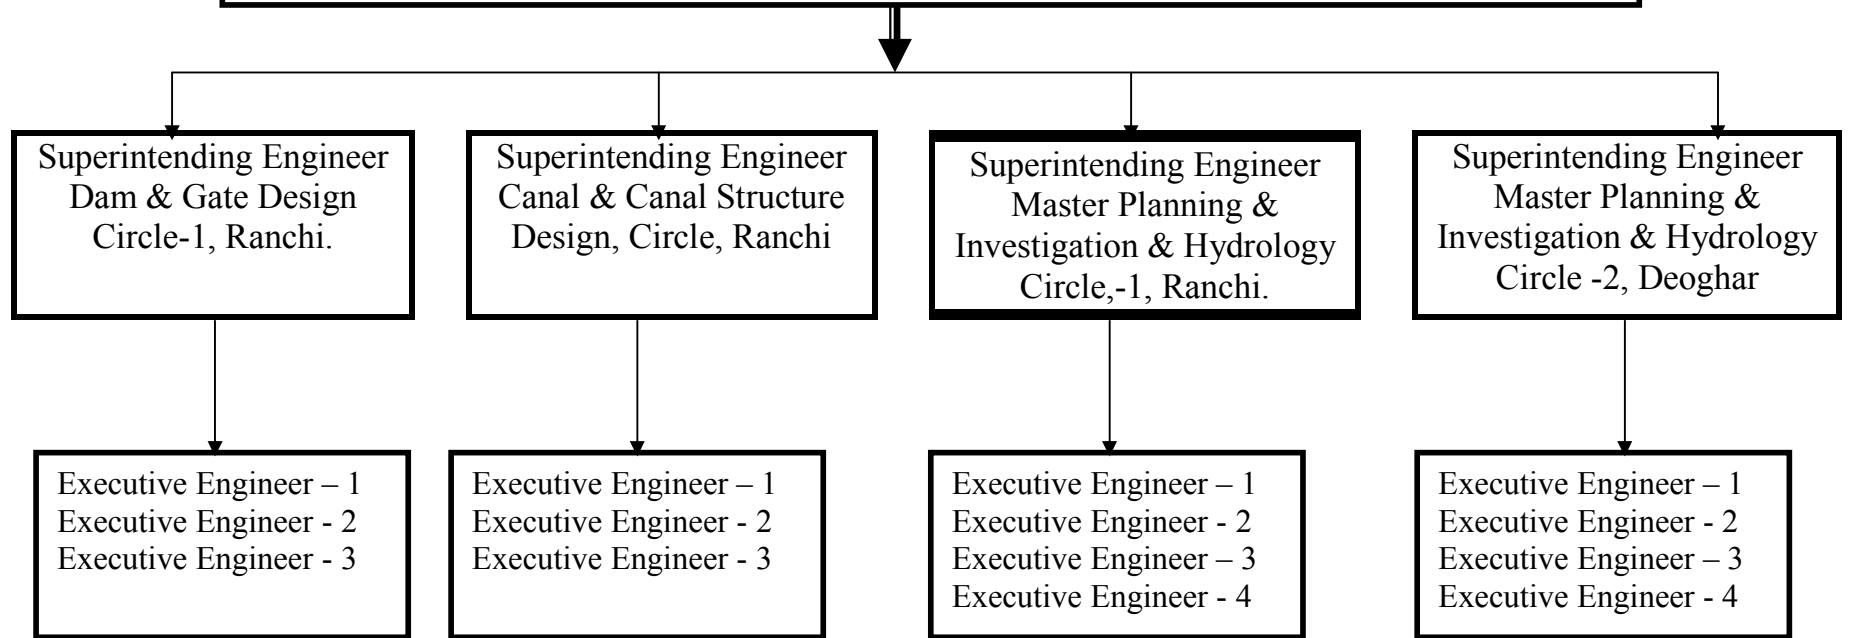 Superintending Engineer
Dam & Gate Design
Circle-1, Ranchi.
Superintending Engineer
Canal & Canal Structure
Design, Circle, Ranchi
Superintending Engineer
Master Planning &
Investigation & Hydrology
Circle,-1, Ranchi.
Superintending Engineer
Master Planning &
Investigation & Hydrology
Circle -2, Deoghar
Executive Engineer – 1
Executive Engineer - 2
Executive Engineer - 3
Executive Engineer – 1
Executive Engineer - 2
Executive Engineer - 3
Executive Engineer – 1
Executive Engineer - 2
Executive Engineer – 3
Executive Engineer - 4
Executive Engineer – 1
Executive Engineer - 2
Executive Engineer – 3
Executive Engineer - 4